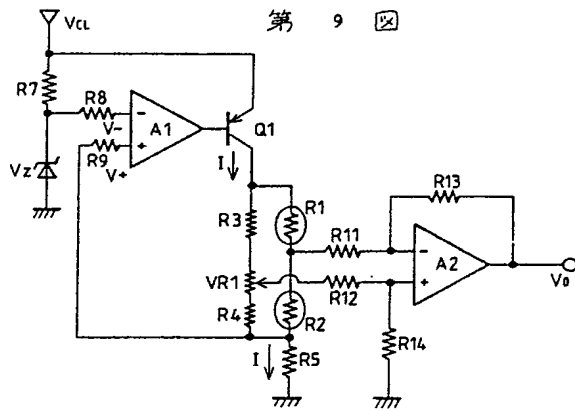 第 9 図
VCL
R7
R8
V-
A1
Q1
R9
V+
Vz
I
R3
R1
R13
R11
VR1
A2
R12
Vo
R4
R2
R14
I
R5
-
+
-
+